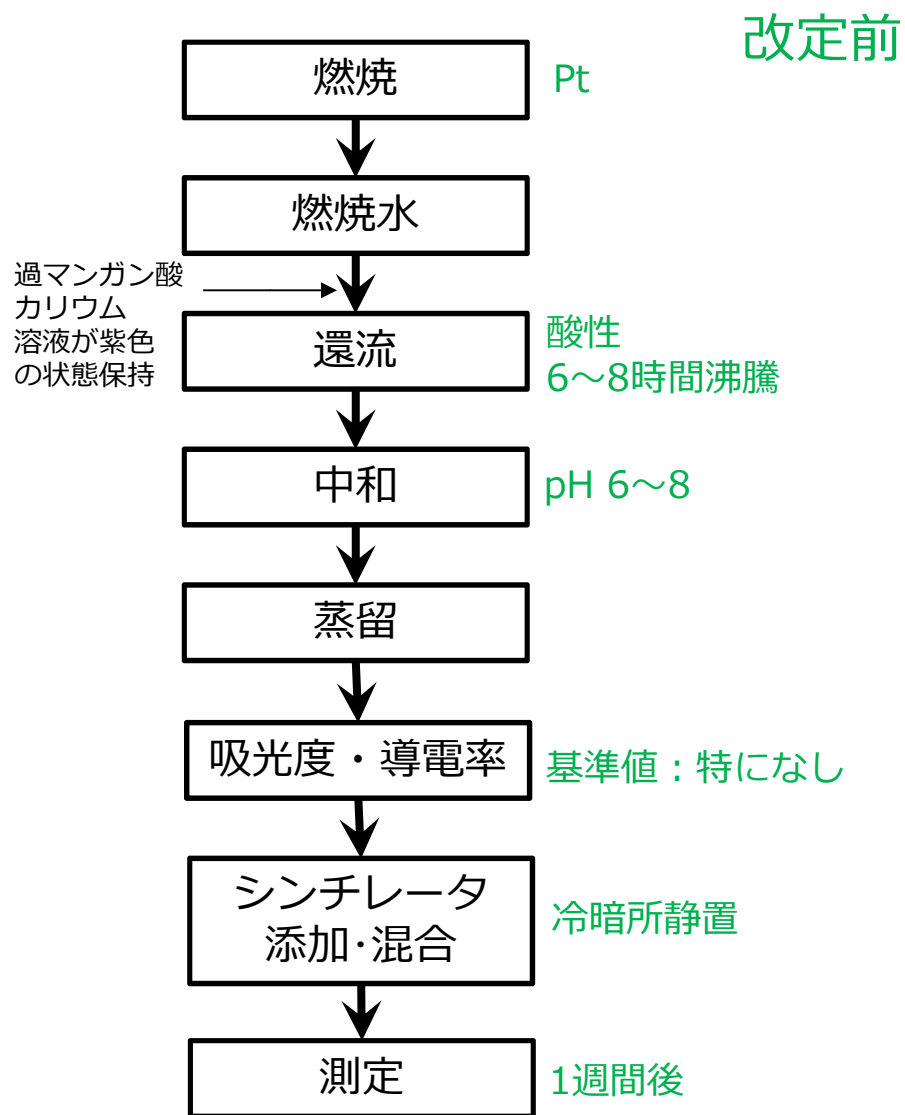 改定前
燃焼
Pt
燃焼水
過マンガン酸
カリウム
溶液が紫色
の状態保持
還流
酸性
6～8時間沸騰
中和
pH 6～8
蒸留
吸光度・導電率
基準値：特になし
シンチレータ
添加･混合
冷暗所静置
測定
1週間後